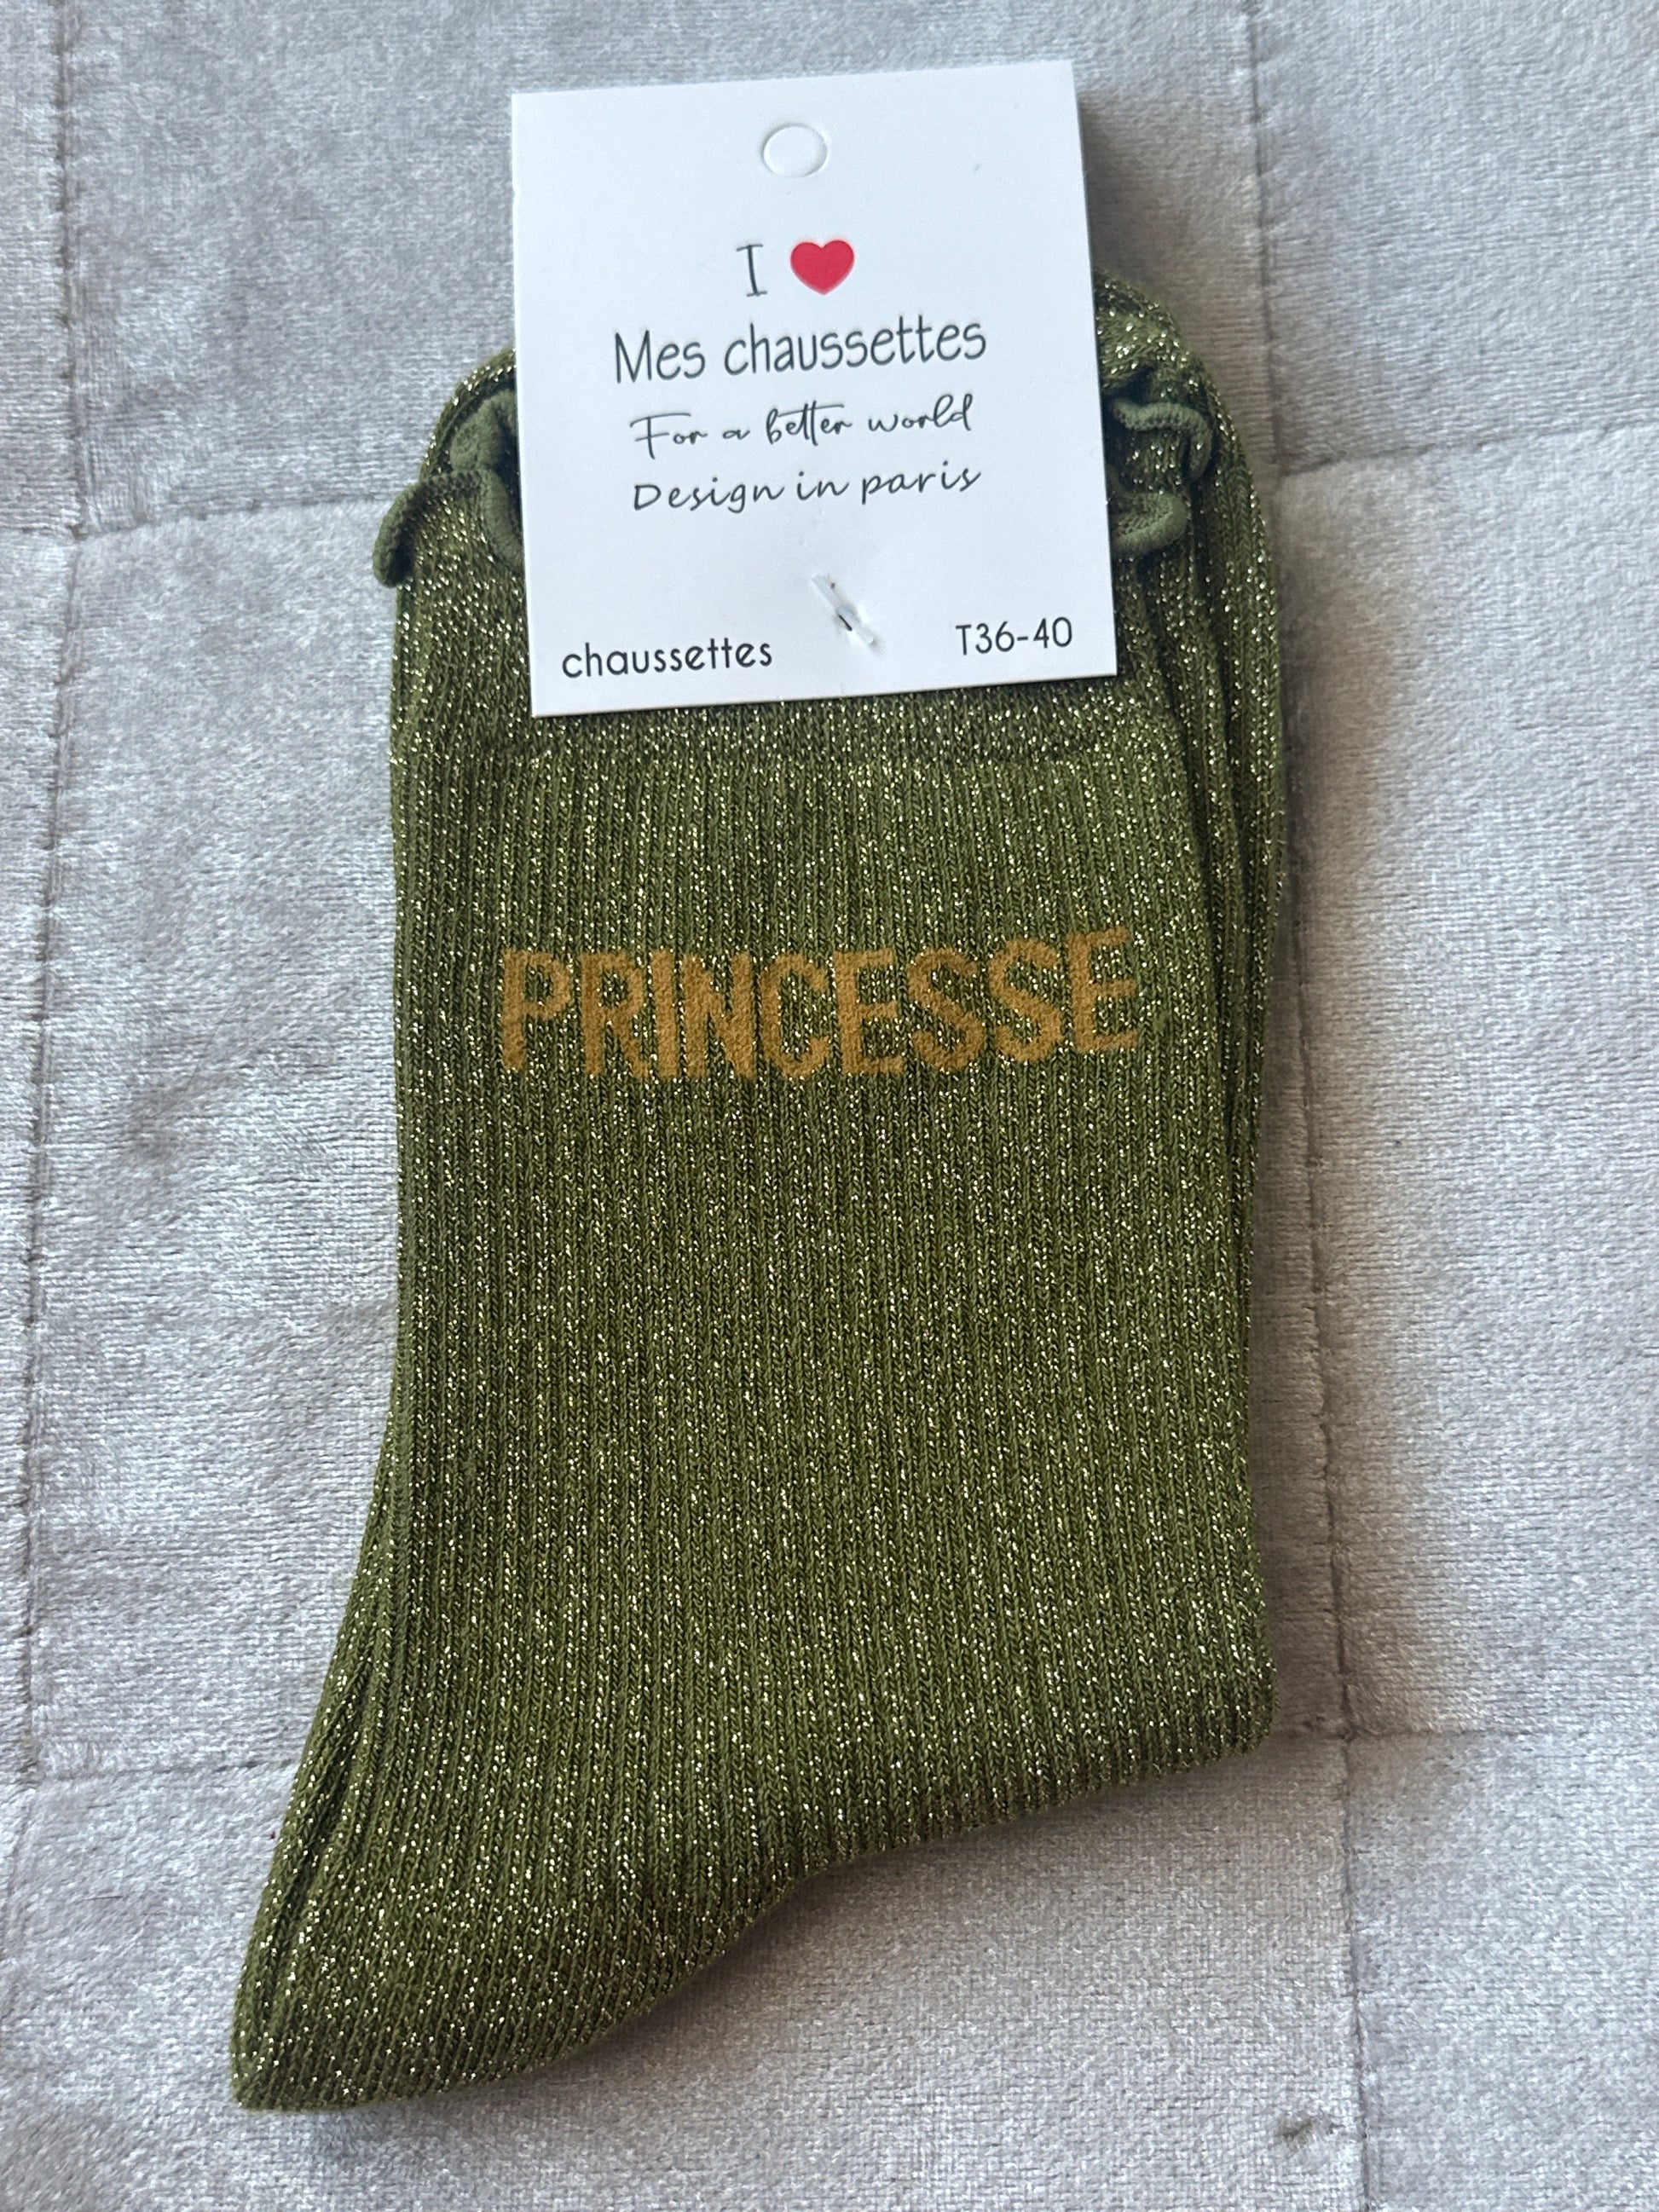 I ❤
Mes chaussettes
For a better world
Design in paris
chaussettes T36-40
PRINCESSE